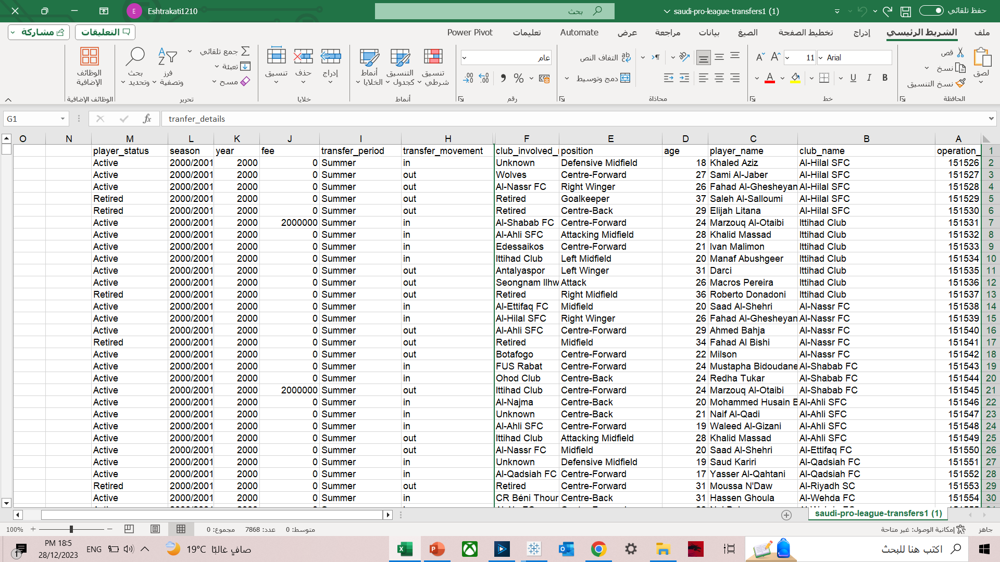 Eshtrakati1210
بحث
saudi-pro-league-transfers1 (1)
حفظ تلقائي
ملف
الشريط الرئيسي
إدراج
تخطيط الصفحة
الصيغ
بيانات
مراجعة
عرض
Automate
تعليمات
Power Pivot
التعليقات
مشاركة
لصق
قص
نسخ
نسخ التنسيق
الحافظة
Arial
11
خط
التفاف النص
دمج وتوسيط
محاذاة
عام
رقم
تنسيق شرطي
التنسيق كجدول
أنماط الخلايا
أنماط
إدراج
حذف
تنسيق
خلايا
جمع تلقائي
تعبئة
مسح
فرز وتصفية
بحث وتحديد
تحرير
الوظائف الإضافية
الوظائف الإضافية
G1
tranfer_details
O N M L K J I H F E D C B A
player_status season year fee transfer_period transfer_movement club_involved_ position age player_name club_name operation_ 1
Active 2000/2001 2000 0 Summer in Unknown Defensive Midfield 18 Khaled Aziz Al-Hilal SFC 151526 2
Active 2000/2001 2000 0 Summer out Wolves Centre-Forward 27 Sami Al-Jaber Al-Hilal SFC 151527 3
Active 2000/2001 2000 0 Summer out Al-Nassr FC Right Winger 26 Fahad Al-Ghesheyan Al-Hilal SFC 151528 4
Retired 2000/2001 2000 0 Summer out Retired Goalkeeper 37 Saleh Al-Salloumi Al-Hilal SFC 151529 5
Retired 2000/2001 2000 0 Summer out Retired Centre-Back 29 Elijah Litana Al-Hilal SFC 151530 6
Active 2000/2001 2000 2000000 Summer in Al-Shabab FC Centre-Forward 24 Marzouq Al-Otaibi Ittihad Club 151531 7
Active 2000/2001 2000 0 Summer in Al-Ahli SFC Attacking Midfield 28 Khalid Massad Ittihad Club 151532 8
Active 2000/2001 2000 0 Summer in Edessaikos Centre-Forward 21 Ivan Malimon Ittihad Club 151533 9
Active 2000/2001 2000 0 Summer in Ittihad Club Left Midfield 20 Manaf Abushgeer Ittihad Club 151534 10
Active 2000/2001 2000 0 Summer out Antalyaspor Left Winger 31 Darci Ittihad Club 151535 11
Active 2000/2001 2000 0 Summer out Seongnam Ilhw Attack 26 Macros Pereira Ittihad Club 151536 12
Retired 2000/2001 2000 0 Summer out Retired Right Midfield 36 Roberto Donadoni Ittihad Club 151537 13
Active 2000/2001 2000 0 Summer in Al-Ettifaq FC Midfield 20 Saad Al-Shehri Al-Nassr FC 151538 14
Active 2000/2001 2000 0 Summer in Al-Hilal SFC Right Winger 26 Fahad Al-Ghesheyan Al-Nassr FC 151539 15
Active 2000/2001 2000 0 Summer out Al-Ahli SFC Centre-Forward 29 Ahmed Bahja Al-Nassr FC 151540 16
Retired 2000/2001 2000 0 Summer out Retired Midfield 34 Fahad Al Bishi Al-Nassr FC 151541 17
Active 2000/2001 2000 0 Summer out Botafogo Centre-Forward 22 Milson Al-Nassr FC 151542 18
Active 2000/2001 2000 0 Summer in FUS Rabat Centre-Forward 24 Mustapha Bidoudane Al-Shabab FC 151543 19
Active 2000/2001 2000 0 Summer in Ohod Club Centre-Back 24 Redha Tukar Al-Shabab FC 151544 20
Active 2000/2001 2000 2000000 Summer out Ittihad Club Centre-Forward 24 Marzouq Al-Otaibi Al-Shabab FC 151545 21
Active 2000/2001 2000 0 Summer in Al-Najma Centre-Back 20 Mohammed Husain Al-Ahli SFC 151546 22
Active 2000/2001 2000 0 Summer in Unknown Centre-Back 21 Naif Al-Qadi Al-Ahli SFC 151547 23
Active 2000/2001 2000 0 Summer in Al-Ahli SFC Centre-Forward 19 Waleed Al-Gizani Al-Ahli SFC 151548 24
Active 2000/2001 2000 0 Summer out Ittihad Club Attacking Midfield 28 Khalid Massad Al-Ahli SFC 151549 25
Active 2000/2001 2000 0 Summer out Al-Nassr FC Midfield 20 Saad Al-Shehri Al-Ettifaq FC 151550 26
Active 2000/2001 2000 0 Summer in Unknown Defensive Midfield 19 Saud Kariri Al-Qadsiah FC 151551 27
Active 2000/2001 2000 0 Summer in Al-Qadsiah FC Centre-Forward 17 Yasser Al-Qahtani Al-Qadsiah FC 151552 28
Retired 2000/2001 2000 0 Summer out Retired Centre-Forward 31 Moussa N'Daw Al-Riyadh SC 151553 29
Active 2000/2001 2000 0 Summer in CR Béni Thour Centre-Back 31 Hassen Ghoula Al-Wehda FC 151554 30
saudi-pro-league-transfers1 (1)
جاهز
إمكانية الوصول: غير متاحة
متوسط: 0
عدد: 7868
مجموع: 0
100%
اكتب هنا للبحث
19°C صافٍ غالبًا
ENG
PM 18:5
28/12/2023
1